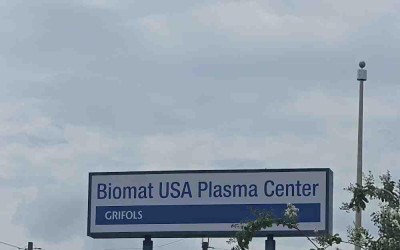 Biomat USA Plasma Center
GRIFOLS